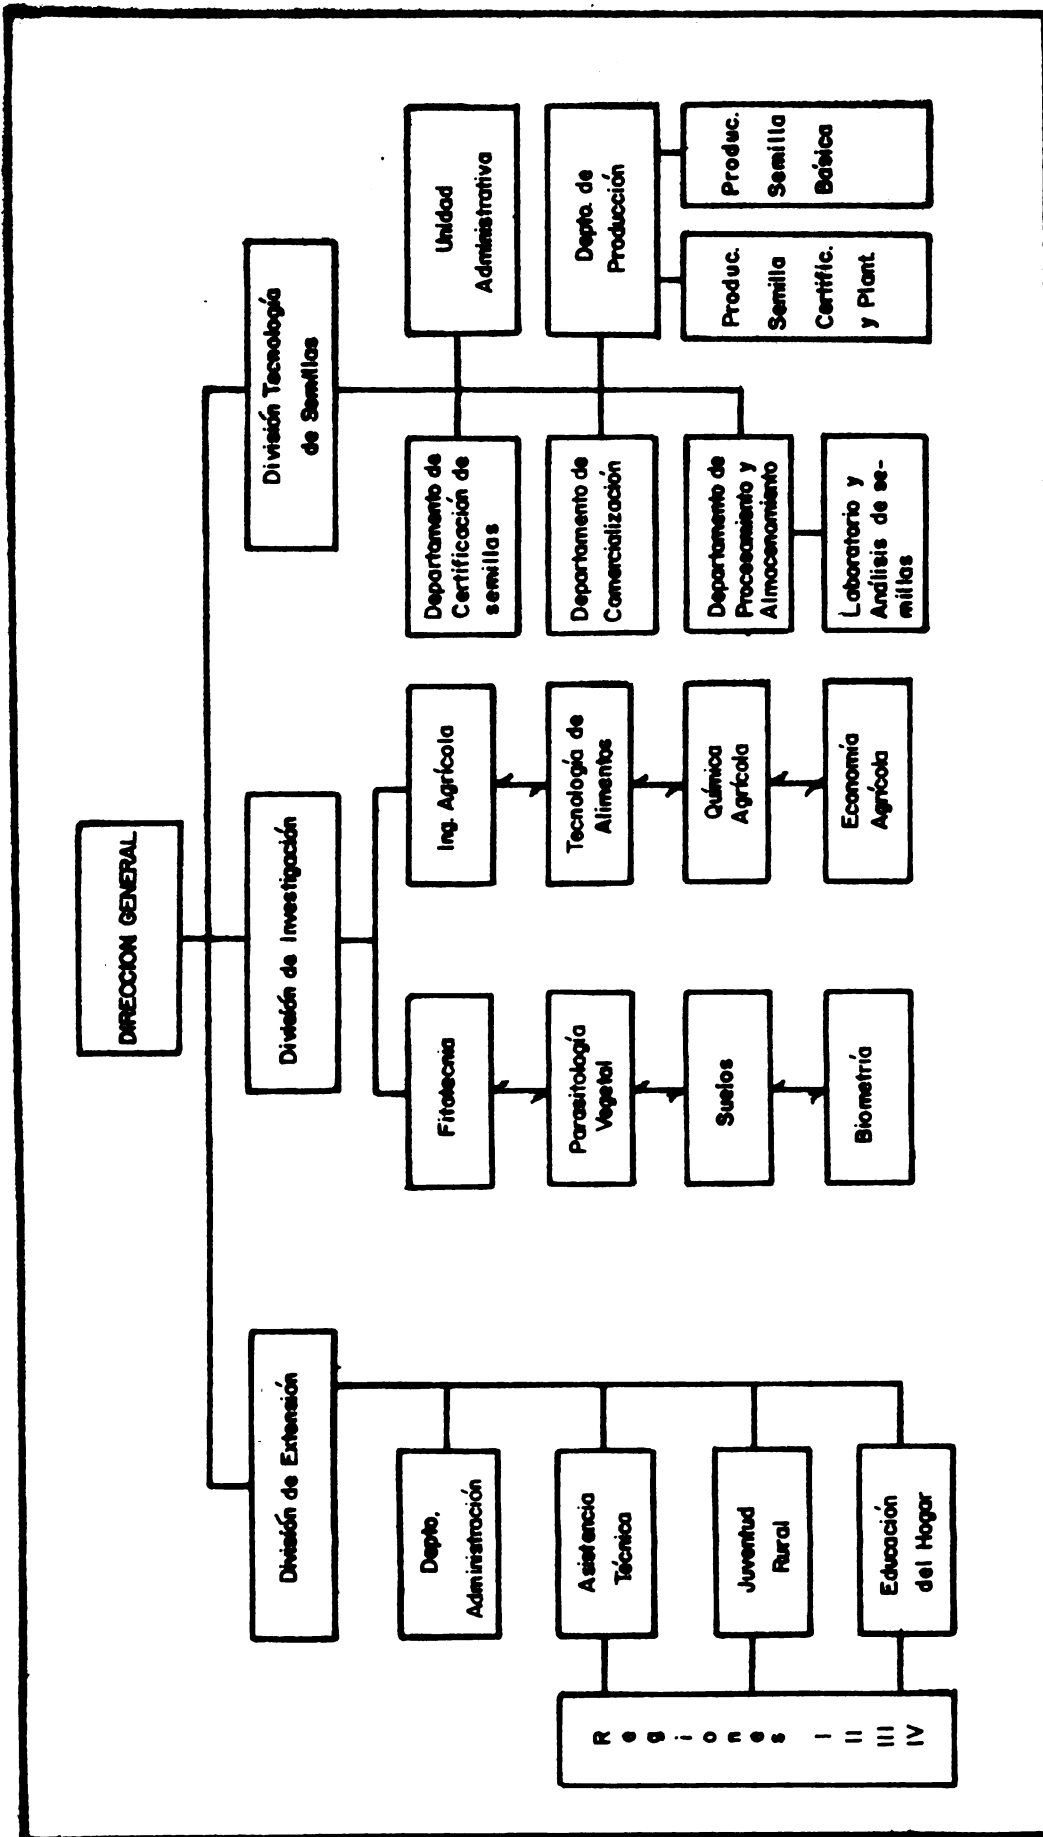 DIRECCION GENERAL
División de Extensión
División de Investigación
División Tecnología
de Semillas
Depto.
Administración
Asistencia
Técnica
Juventud
Rural
Educación
del Hogar
Regiones
I
II
III
IV
Fitotecnia
Parasitología
Vegetal
Suelos
Biometría
Ing. Agrícola
Tecnología de
Alimentos
Química
Agrícola
Economía
Agrícola
Departamento de
Certificación de
semillas
Departamento de
Comercialización
Departamento de
Procesamiento y
Almacenamiento
Laboratorio y
Análisis de se-
millas
Unidad
Administrativa
Depto. de
Producción
Produc.
Semilla
Certific.
y Plant.
Produc.
Semilla
Básica